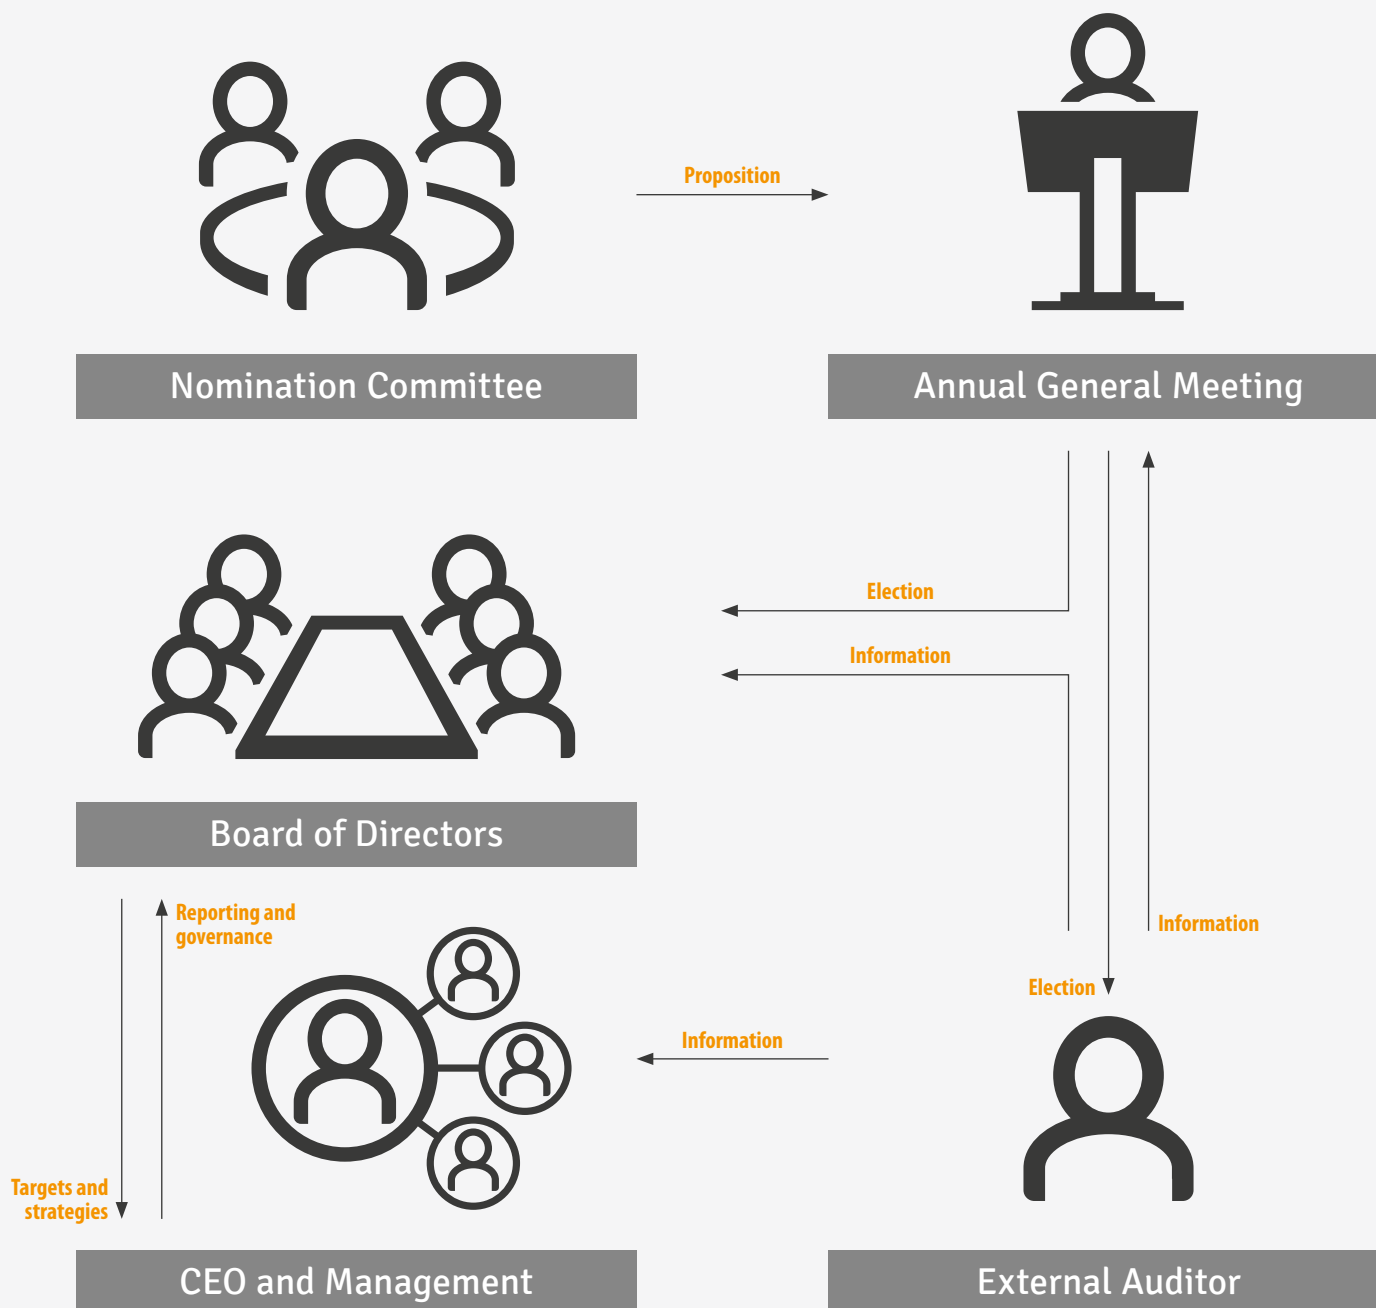 Proposition
Nomination Committee
Annual General Meeting
Election
Information
Board of Directors
Reporting and
governance
Information
Election
Information
Targets and
strategies
CEO and Management
External Auditor